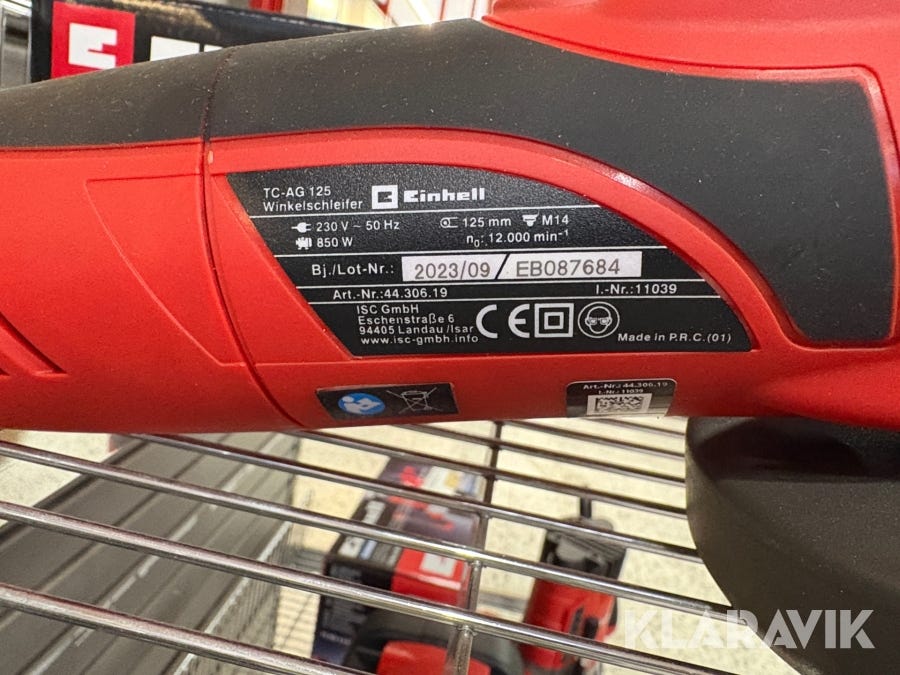 TC-AG 125
Winkelschleifer
Einhell
230 V ~ 50 Hz
125 mm
M14
850 W
n₀: 12.000 min⁻¹
Bj./Lot-Nr.: 2023/09 / EB087684
Art.-Nr.:44.306.19
I.-Nr.:11039
ISC GmbH
Eschenstraße 6
94405 Landau /Isar
www.isc-gmbh.info
CE
Made in P.R.C.(01)
Art.-Nr.: 44.306.19
I.-Nr.: 11039
KLARAVIK